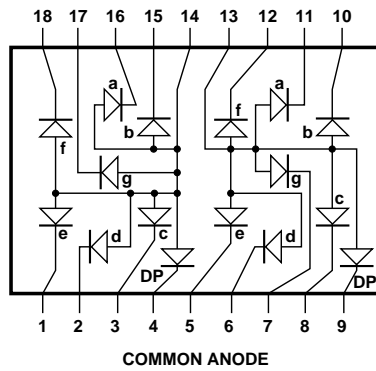 18 17 16 15 14 13 12 11 10
a a
f b f b
g g
e d c e d c
DP DP
1 2 3 4 5 6 7 8 9
COMMON ANODE